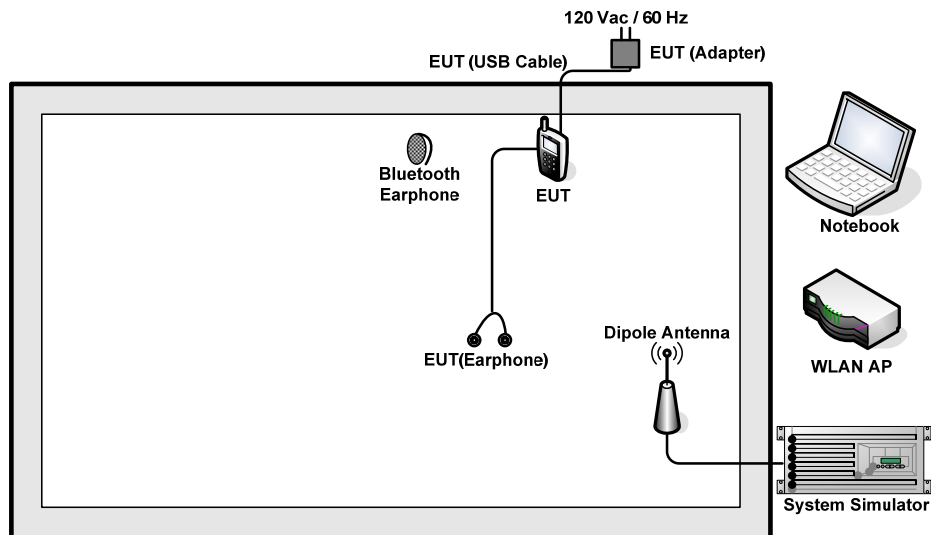 120 Vac / 60 Hz
EUT (USB Cable)
EUT (Adapter)
Bluetooth
Earphone
EUT
Notebook
EUT(Earphone)
Dipole Antenna
WLAN AP
System Simulator